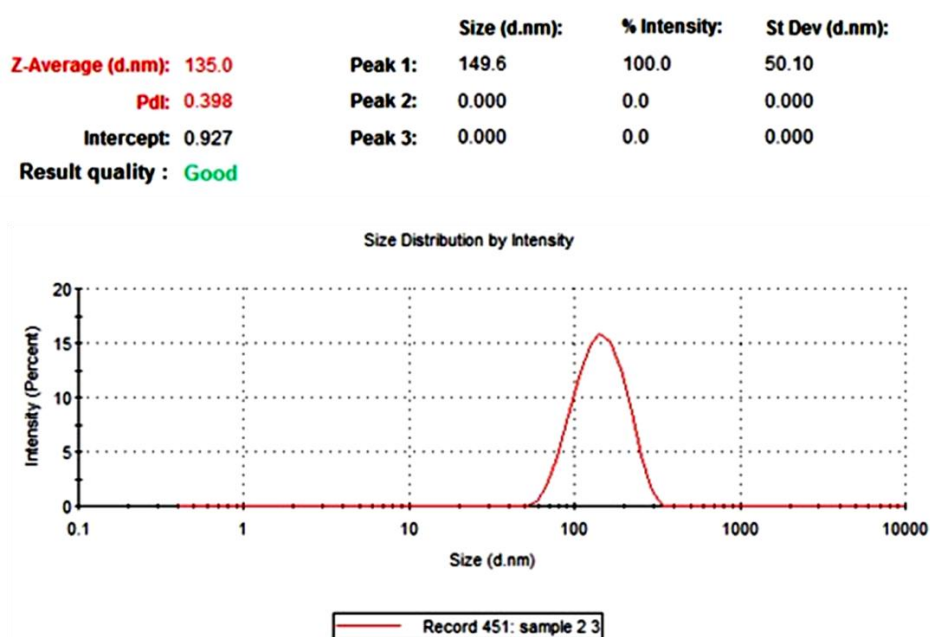 Size (d.nm): % Intensity: St Dev (d.nm):
Z-Average (d.nm): 135.0 Peak 1: 149.6 100.0 50.10
PdI: 0.398 Peak 2: 0.000 0.0 0.000
Intercept: 0.927 Peak 3: 0.000 0.0 0.000
Result quality : Good
Size Distribution by Intensity
Intensity (Percent)
20
15
10
5
0
0.1 1 10 100 1000 10000
Size (d.nm)
Record 451: sample 2 3